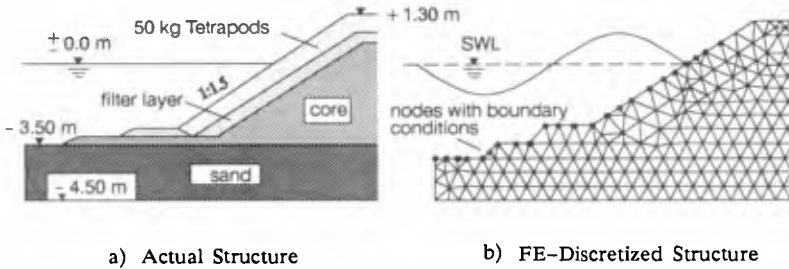 50 kg Tetrapods
+ 1.30 m
± 0.0 m
1:1.5
filter layer
core
- 3.50 m
sand
- 4.50 m
a) Actual Structure
SWL
nodes with boundary
conditions
b) FE-Discretized Structure